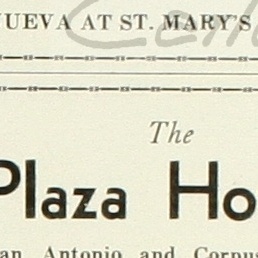 NUEVA AT ST. MARY'S
The
Plaza Ho
an Antonio and Corpus